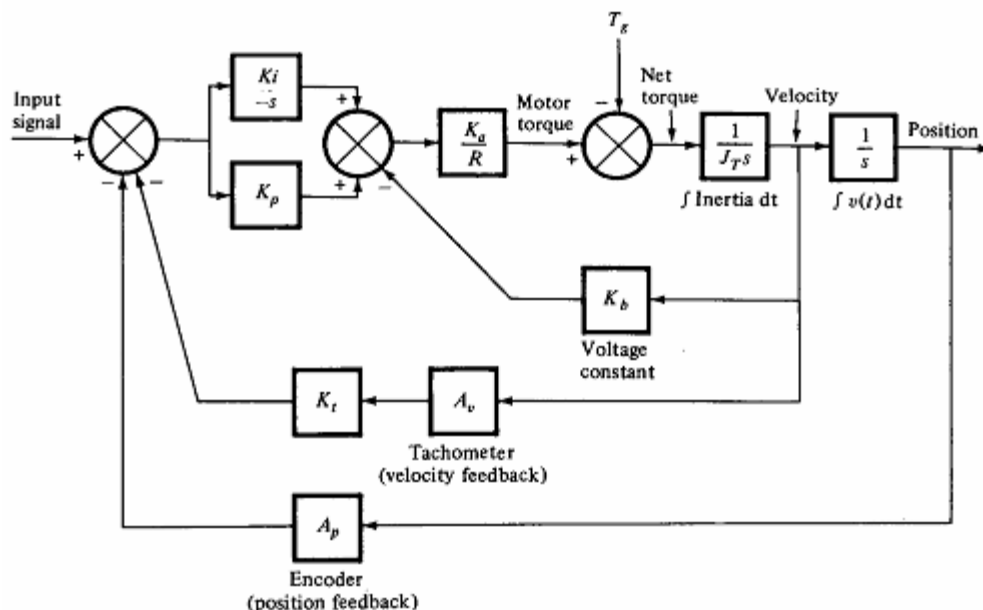 T_g
Ki
-s
Input
signal
+
+
Net
torque
Velocity
Motor
torque
−
K_a
R
1
J_T s
1
s
Position
+
− −
K_p
+
−
∫ Inertia dt
∫ v(t) dt
K_b
Voltage
constant
K_t
A_v
Tachometer
(velocity feedback)
A_p
Encoder
(position feedback)